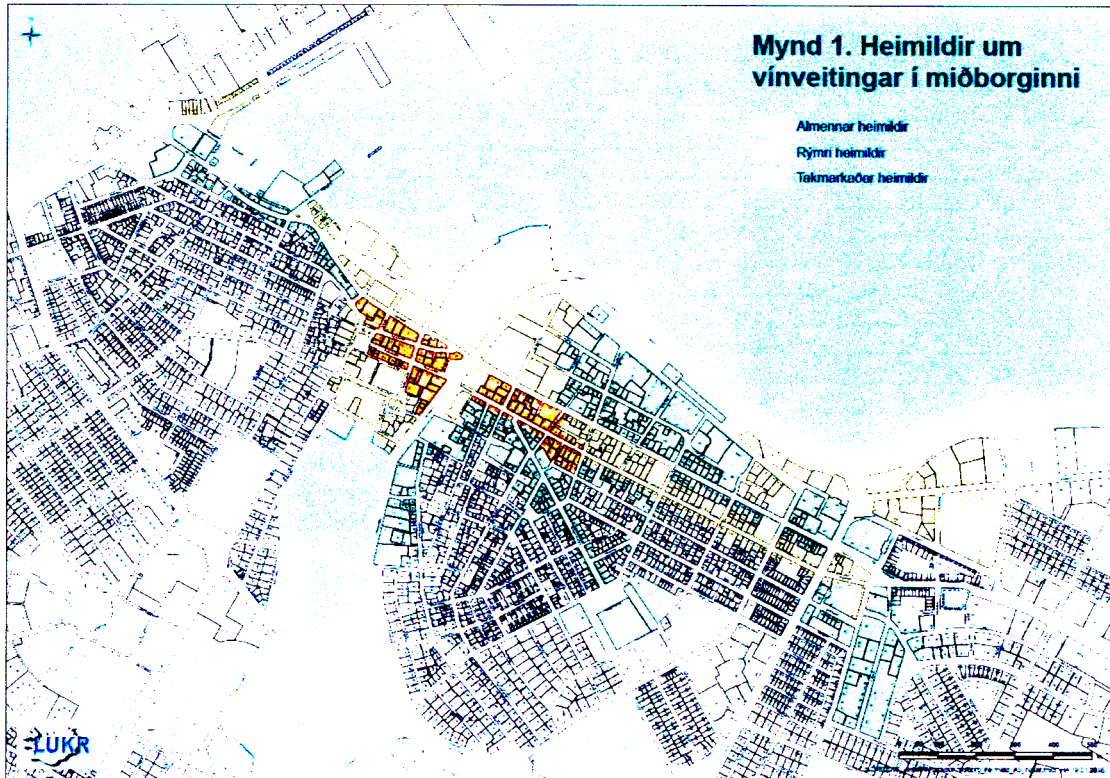 Mynd 1. Heimildir um
vínveitingar í miðborginni
Almennar heimildir
Rýmri heimildir
Takmarkaðar heimildir
LUKR